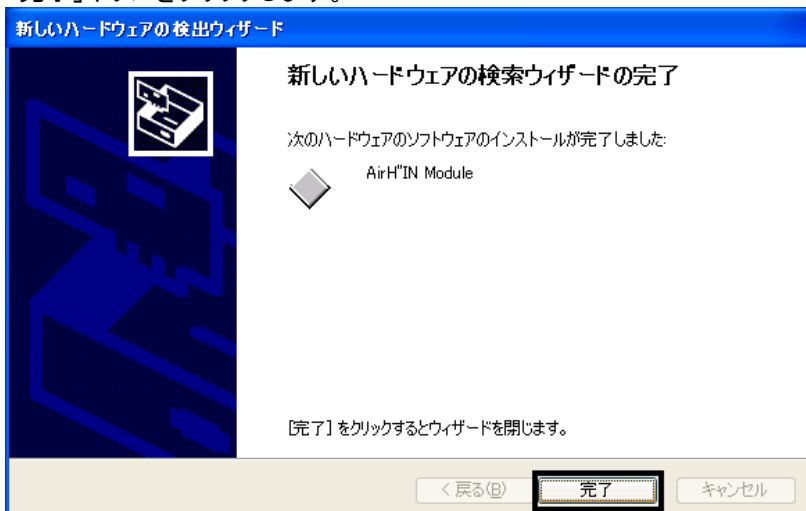 新しいハードウェアの検出ウィザード
新しいハードウェアの検索ウィザードの完了
次のハードウェアのソフトウェアのインストールが完了しました:
AirH"IN Module
[完了] をクリックするとウィザードを閉じます。
< 戻る(B)
完了
キャンセル